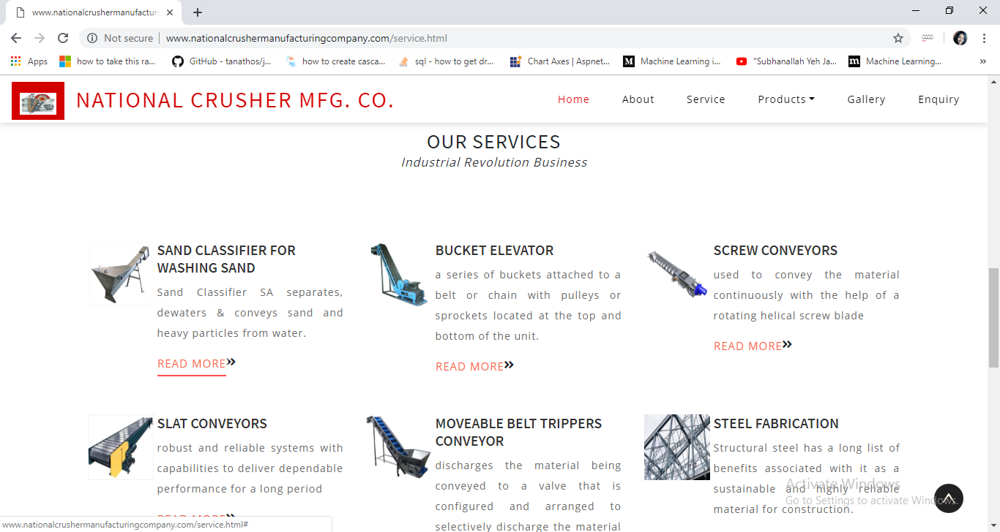 www.nationalcrushermanufacturin
Not secure
www.nationalcrushermanufacturingcompany.com/service.html
Apps
how to take this ra...
GitHub - tanathos/j...
how to create casca...
sql - how to get dr...
Chart Axes | Aspnet...
Machine Learning i...
"Subhanallah Yeh Ja...
Machine Learning...
NATIONAL CRUSHER MFG. CO.
Home
About
Service
Products
Gallery
Enquiry
OUR SERVICES
Industrial Revolution Business
SAND CLASSIFIER FOR
WASHING SAND
Sand Classifier SA separates,
dewaters & conveys sand and
heavy particles from water.
READ MORE
BUCKET ELEVATOR
a series of buckets attached to a
belt or chain with pulleys or
sprockets located at the top and
bottom of the unit.
READ MORE
SCREW CONVEYORS
used to convey the material
continuously with the help of a
rotating helical screw blade
READ MORE
SLAT CONVEYORS
robust and reliable systems with
capabilities to deliver dependable
performance for a long period
READ MORE
MOVEABLE BELT TRIPPERS
CONVEYOR
discharges the material being
conveyed to a valve that is
configured and arranged to
selectively discharge the material
STEEL FABRICATION
Structural steel has a long list of
benefits associated with it as a
sustainable and highly reliable
material for construction.
Activate Windows
Go to Settings to activate Windows.
www.nationalcrushermanufacturingcompany.com/service.html#